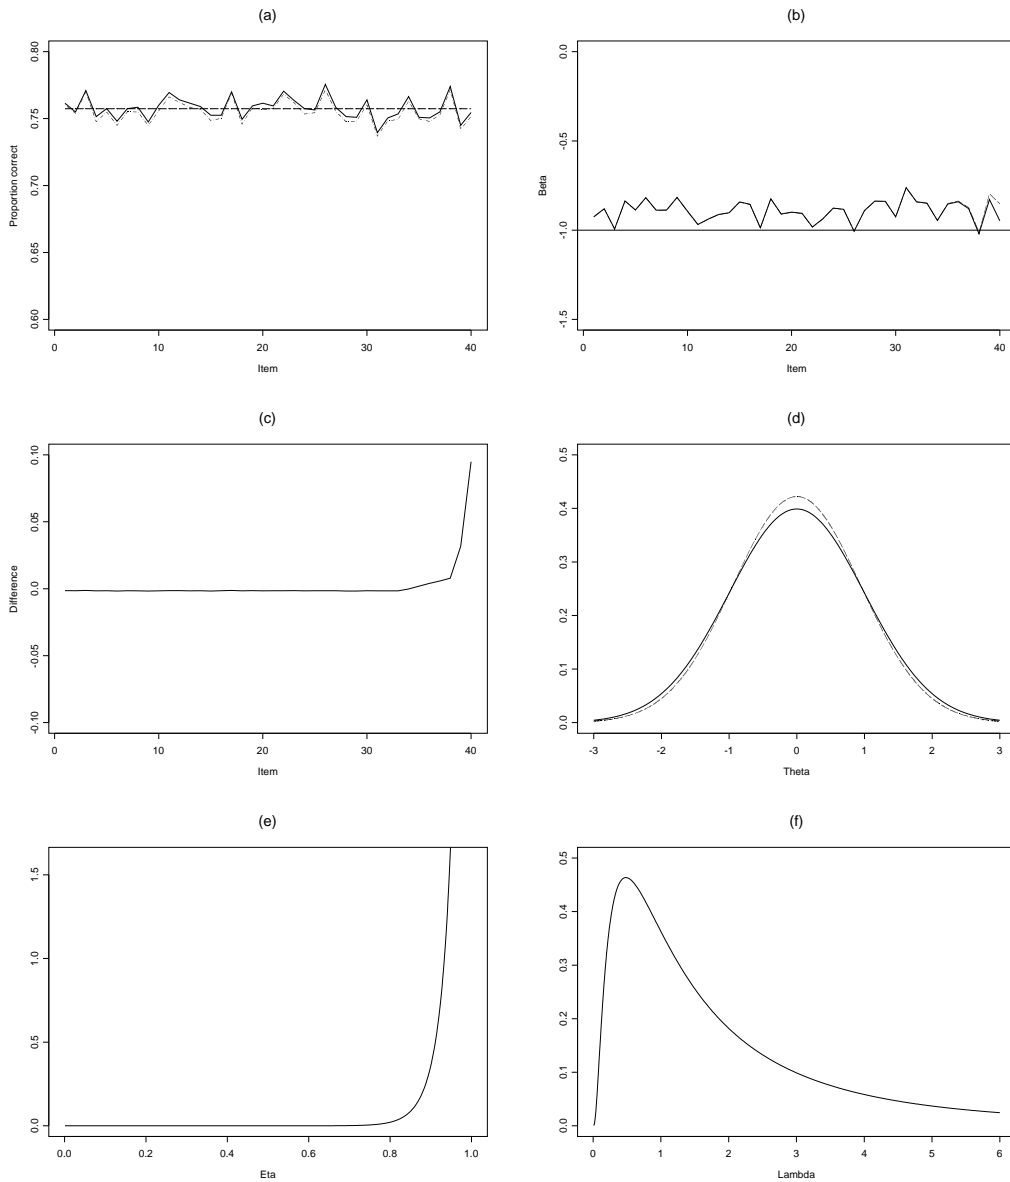 (a)
Proportion correct
0.60 0.65 0.70 0.75 0.80
0 10 20 30 40
Item
(b)
Beta
-1.5 -1.0 -0.5 0.0
0 10 20 30 40
Item
(c)
Difference
-0.10 -0.05 0.0 0.05 0.10
0 10 20 30 40
Item
(d)
0.0 0.1 0.2 0.3 0.4 0.5
-3 -2 -1 0 1 2 3
Theta
(e)
0.0 0.5 1.0 1.5
0.0 0.2 0.4 0.6 0.8 1.0
Eta
(f)
0.0 0.1 0.2 0.3 0.4 0.5
0 1 2 3 4 5 6
Lambda